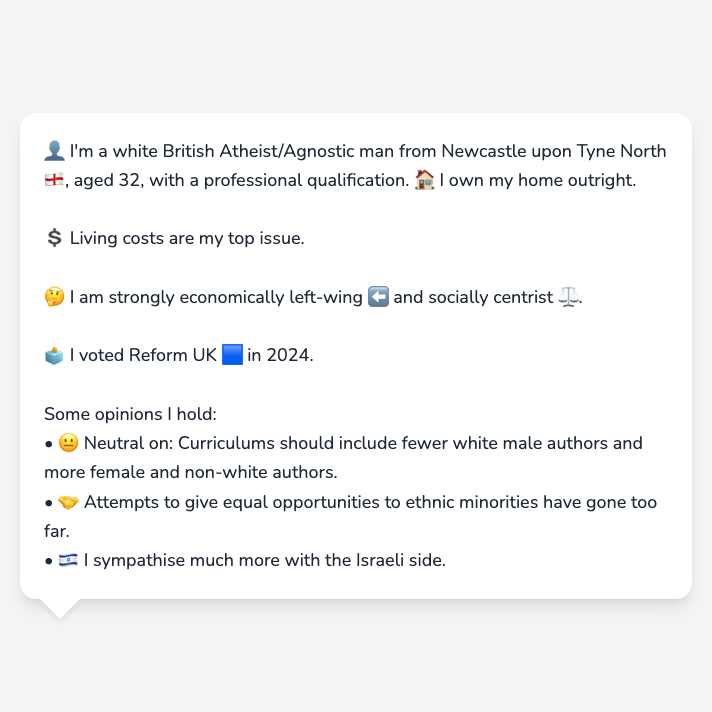 👤 I'm a white British Atheist/Agnostic man from Newcastle upon Tyne North
🏴󠁧󠁢󠁥󠁮󠁧󠁿, aged 32, with a professional qualification. 🏠 I own my home outright.
💲 Living costs are my top issue.
🤔 I am strongly economically left-wing ⬅️ and socially centrist ⚖️.
🗳️ I voted Reform UK 🟦 in 2024.
Some opinions I hold:
• 😐 Neutral on: Curriculums should include fewer white male authors and
more female and non-white authors.
• 🤝 Attempts to give equal opportunities to ethnic minorities have gone too
far.
• 🇮🇱 I sympathise much more with the Israeli side.